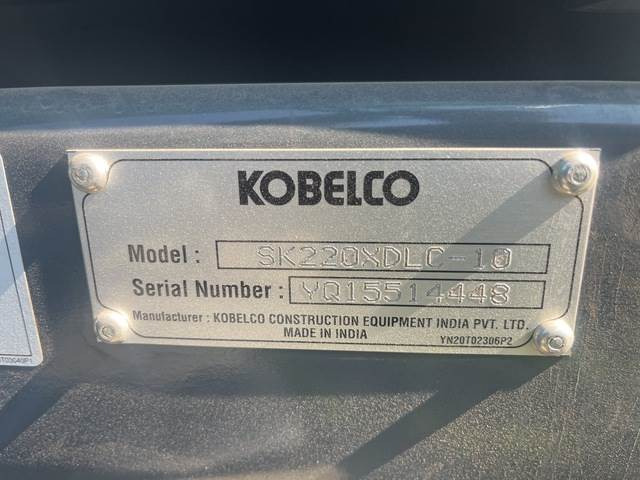 KOBELCO
Model : SK220XDLC-10
Serial Number : YQ15514448
Manufacturer : KOBELCO CONSTRUCTION EQUIPMENT INDIA PVT. LTD.
MADE IN INDIA
YN20T02306P2